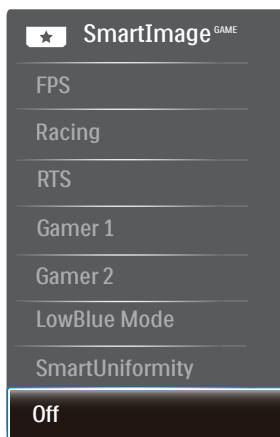 SmartImage GAME
FPS
Racing
RTS
Gamer 1
Gamer 2
LowBlue Mode
SmartUniformity
Off